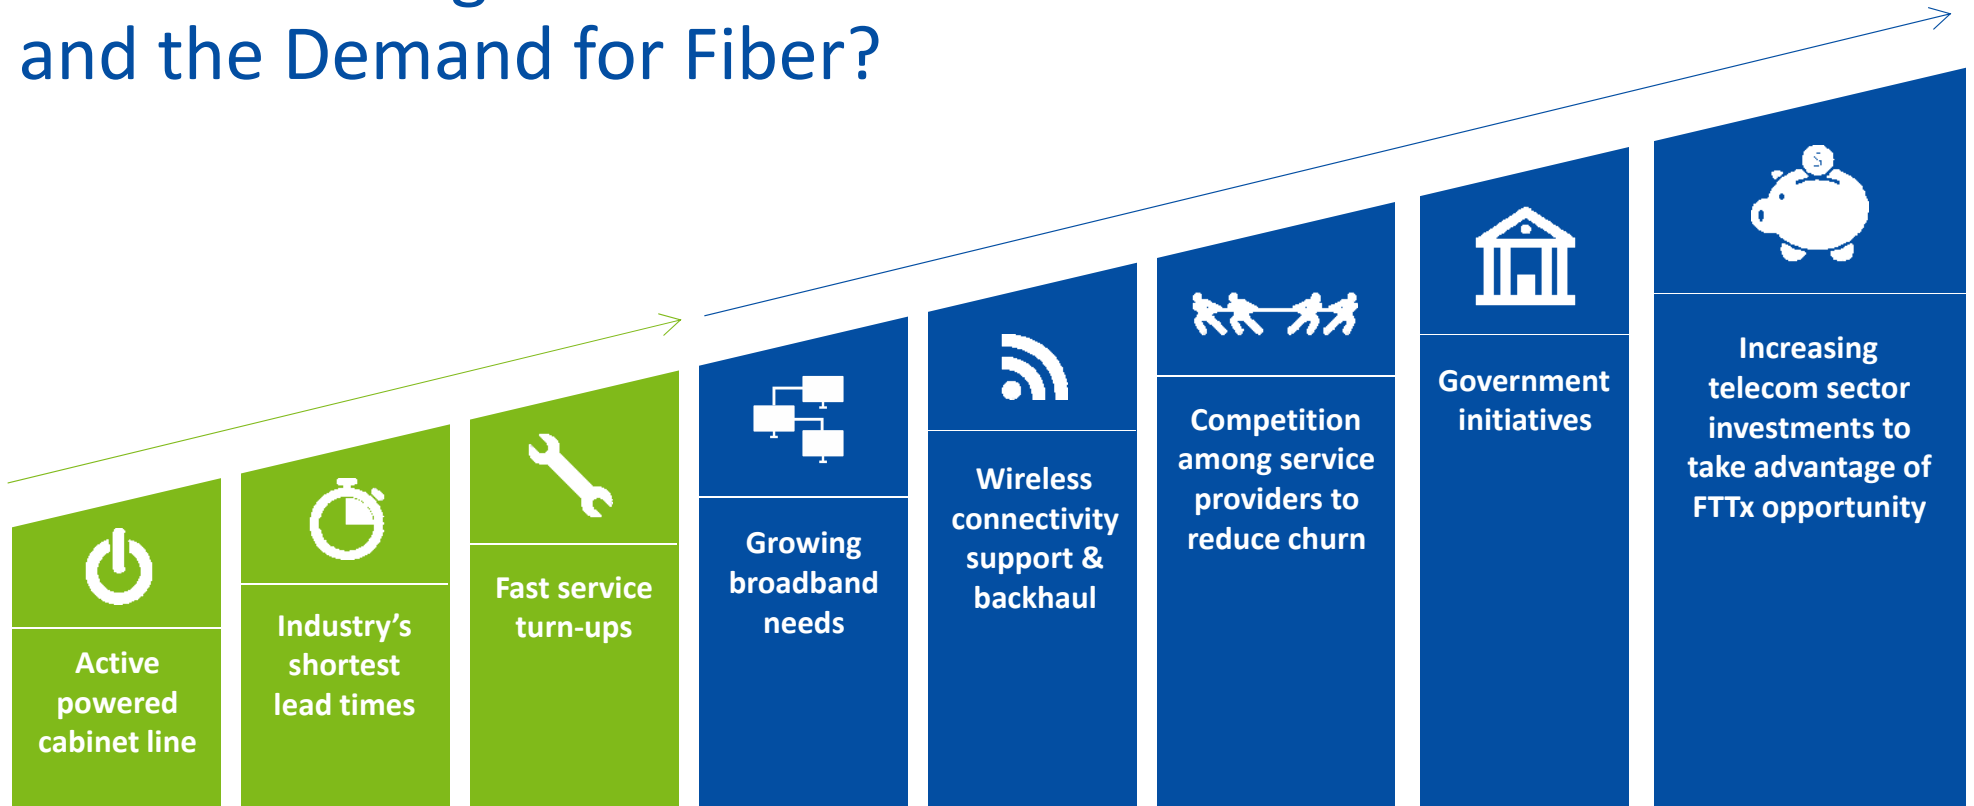 and the Demand for Fiber?
Active
powered
cabinet line
Industry’s
shortest
lead times
Fast service
turn-ups
Growing
broadband
needs
Wireless
connectivity
support &
backhaul
Competition
among service
providers to
reduce churn
Government
initiatives
$
Increasing
telecom sector
investments to
take advantage of
FTTx opportunity